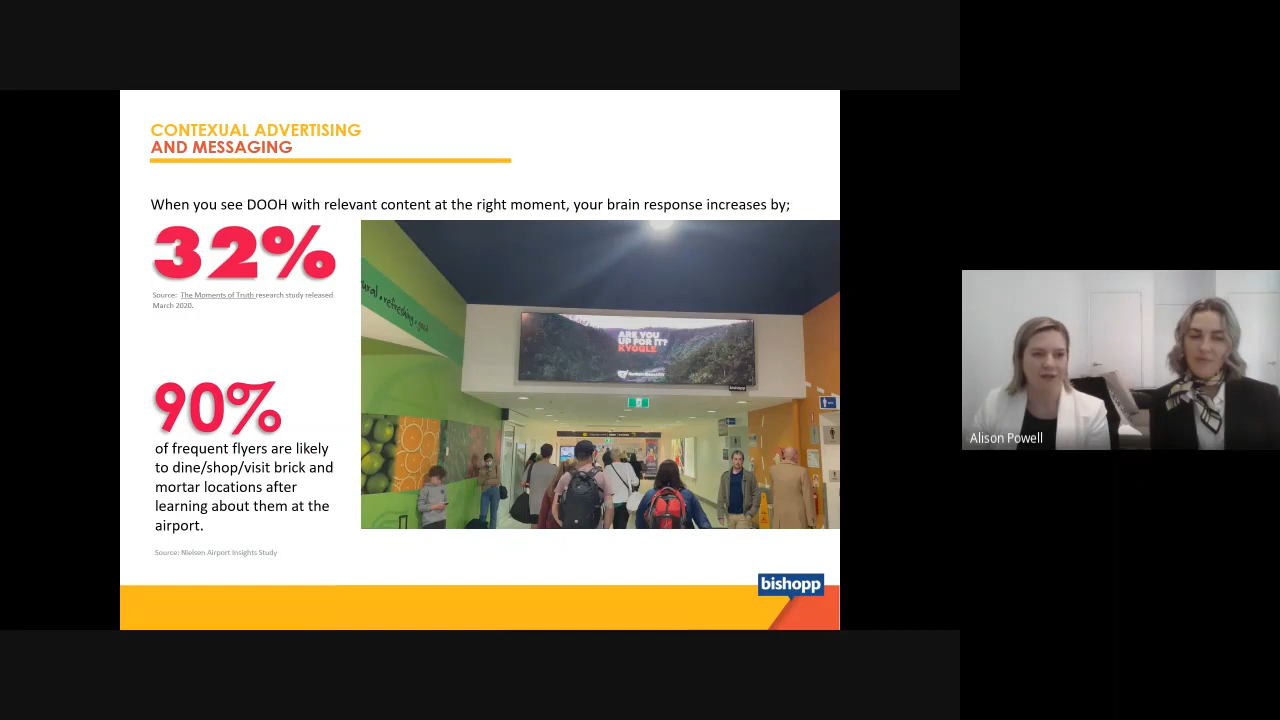 CONTEXUAL ADVERTISING
AND MESSAGING
When you see DOOH with relevant content at the right moment, your brain response increases by;
32%
Source: The Moments of Truth research study released
March 2020.
90%
of frequent flyers are likely
to dine/shop/visit brick and
mortar locations after
learning about them at the
airport.
Source: Nielsen Airport Insights Study
ARE YOU
UP FOR IT?
KYOGLE
bishopp
bishopp
Alison Powell